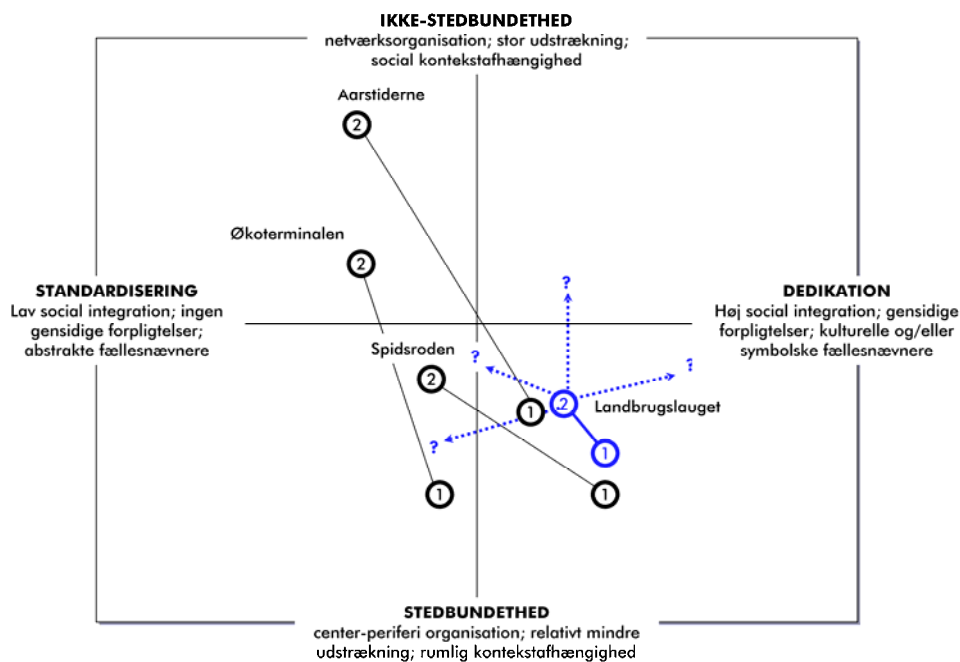 IKKE-STEDBUNDETHED
netværksorganisation; stor udstrækning;
social kontekstafhængighed
Aarstiderne
2
Økoterminalen
2
STANDARDISERING
Lav social integration; ingen
gensidige forpligtelser;
abstrakte fællesnævnere
DEDIKATION
Høj social integration; gensidige
forpligtelser; kulturelle og/eller
symbolske fællesnævnere
?
Spidsroden
?
?
2
1
.2
Landbrugslauget
?
1
1
1
STEDBUNDETHED
center-periferi organisation; relativt mindre
udstrækning; rumlig kontekstafhængighed